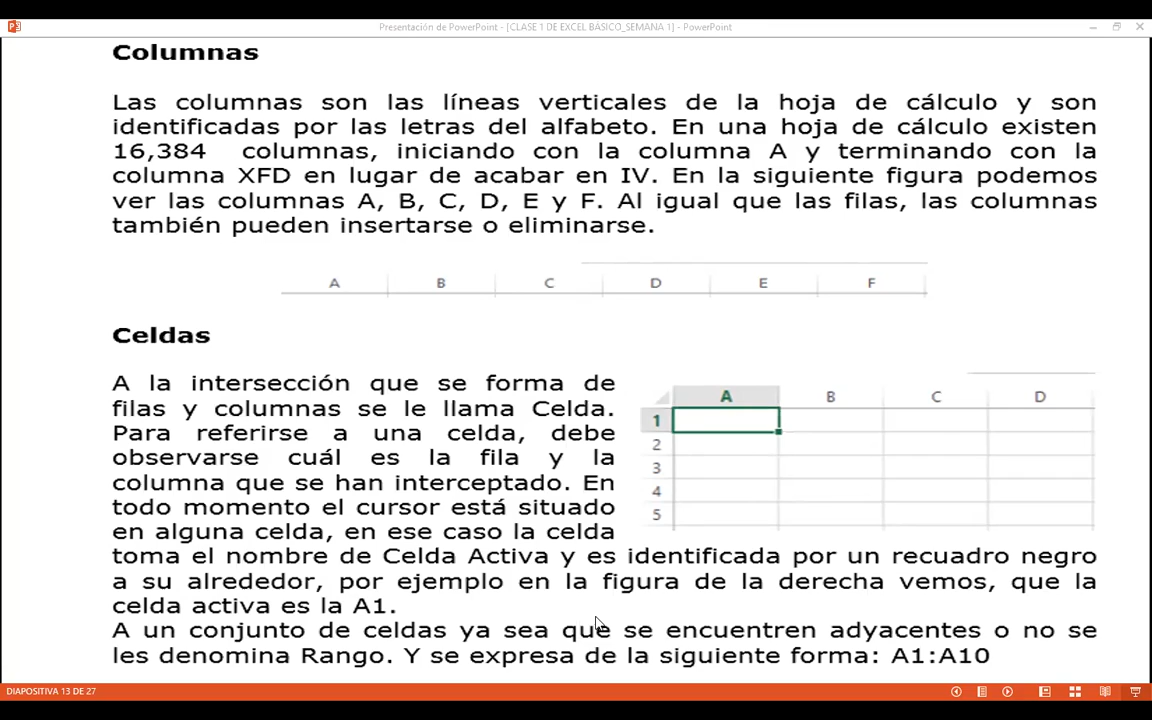 Presentación de PowerPoint - [CLASE 1 DE EXCEL BÁSICO_SEMANA 1] - PowerPoint
Columnas
Las columnas son las líneas verticales de la hoja de cálculo y son
identificadas por las letras del alfabeto. En una hoja de cálculo existen
16,384 columnas, iniciando con la columna A y terminando con la
columna XFD en lugar de acabar en IV. En la siguiente figura podemos
ver las columnas A, B, C, D, E y F. Al igual que las filas, las columnas
también pueden insertarse o eliminarse.
A B C D E F
Celdas
A la intersección que se forma de
filas y columnas se le llama Celda.
Para referirse a una celda, debe
observarse cuál es la fila y la
columna que se han interceptado. En
todo momento el cursor está situado
en alguna celda, en ese caso la celda
toma el nombre de Celda Activa y es identificada por un recuadro negro
a su alrededor, por ejemplo en la figura de la derecha vemos, que la
celda activa es la A1.
A un conjunto de celdas ya sea que se encuentren adyacentes o no se
les denomina Rango. Y se expresa de la siguiente forma: A1:A10
A B C D
1
2
3
4
5
DIAPOSITIVA 13 DE 27